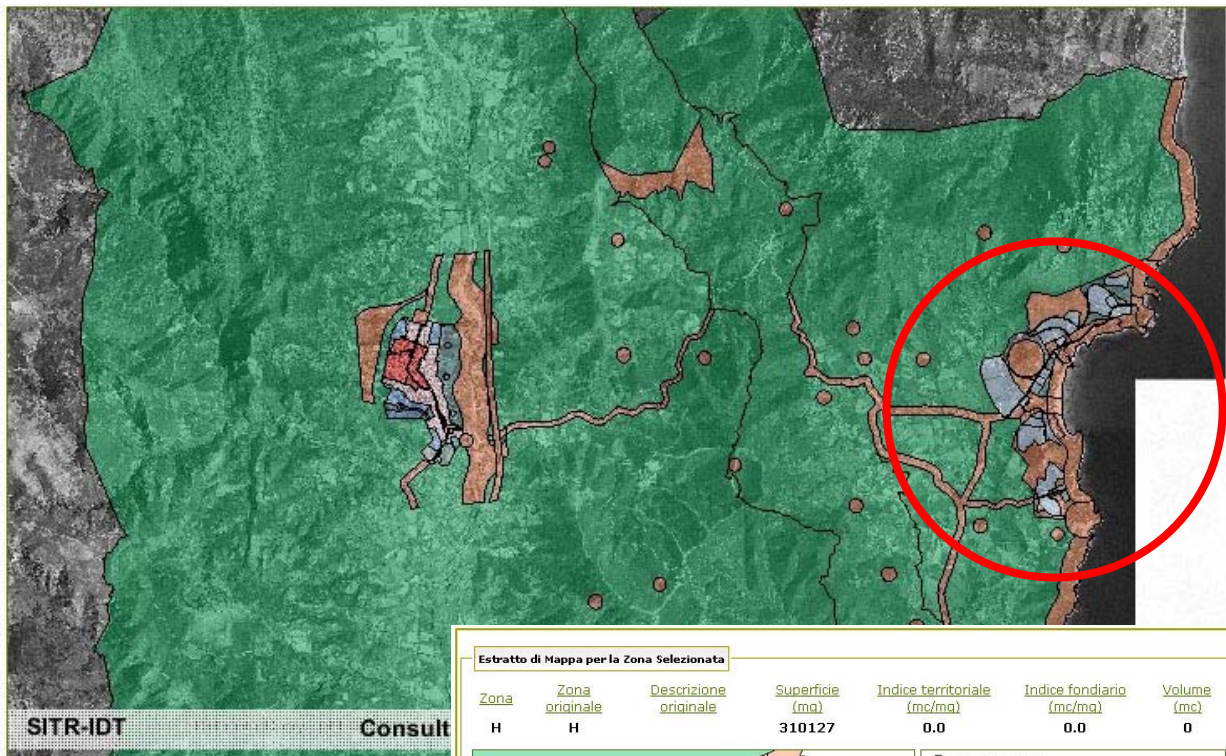 Estratto di Mappa per la Zona Selezionata
Zona Zona originale Descrizione originale Superficie (mq) Indice territoriale (mc/mq) Indice fondiario (mc/mq) Volume (mc)
H H 310127 0.0 0.0 0
SITR-IDT Consult